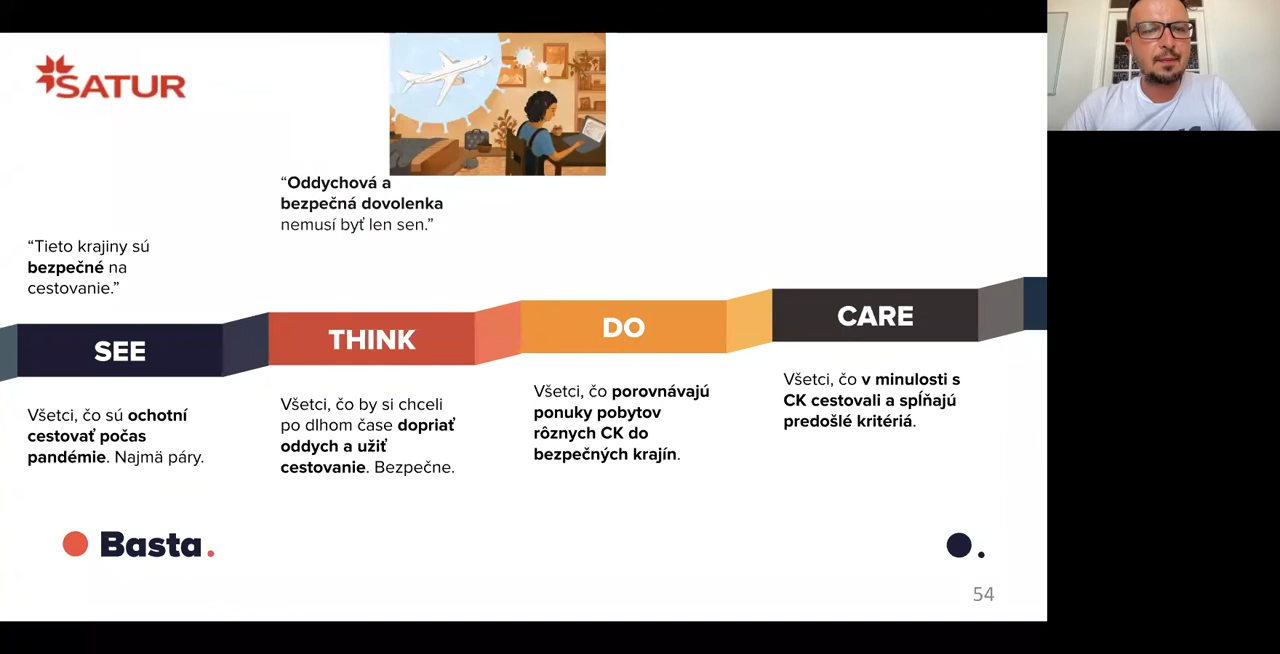 SATUR
“Oddychová a
bezpečná dovolenka
nemusí byť len sen.”
“Tieto krajiny sú
bezpečné na
cestovanie.”
SEE
THINK
DO
CARE
Všetci, čo sú ochotní
cestovať počas
pandémie. Najmä páry.
Všetci, čo by si chceli
po dlhom čase dopriať
oddych a užiť
cestovanie. Bezpečne.
Všetci, čo porovnávajú
ponuky pobytov
rôznych CK do
bezpečných krajín.
Všetci, čo v minulosti s
CK cestovali a spĺňajú
predošlé kritériá.
Basta.
54